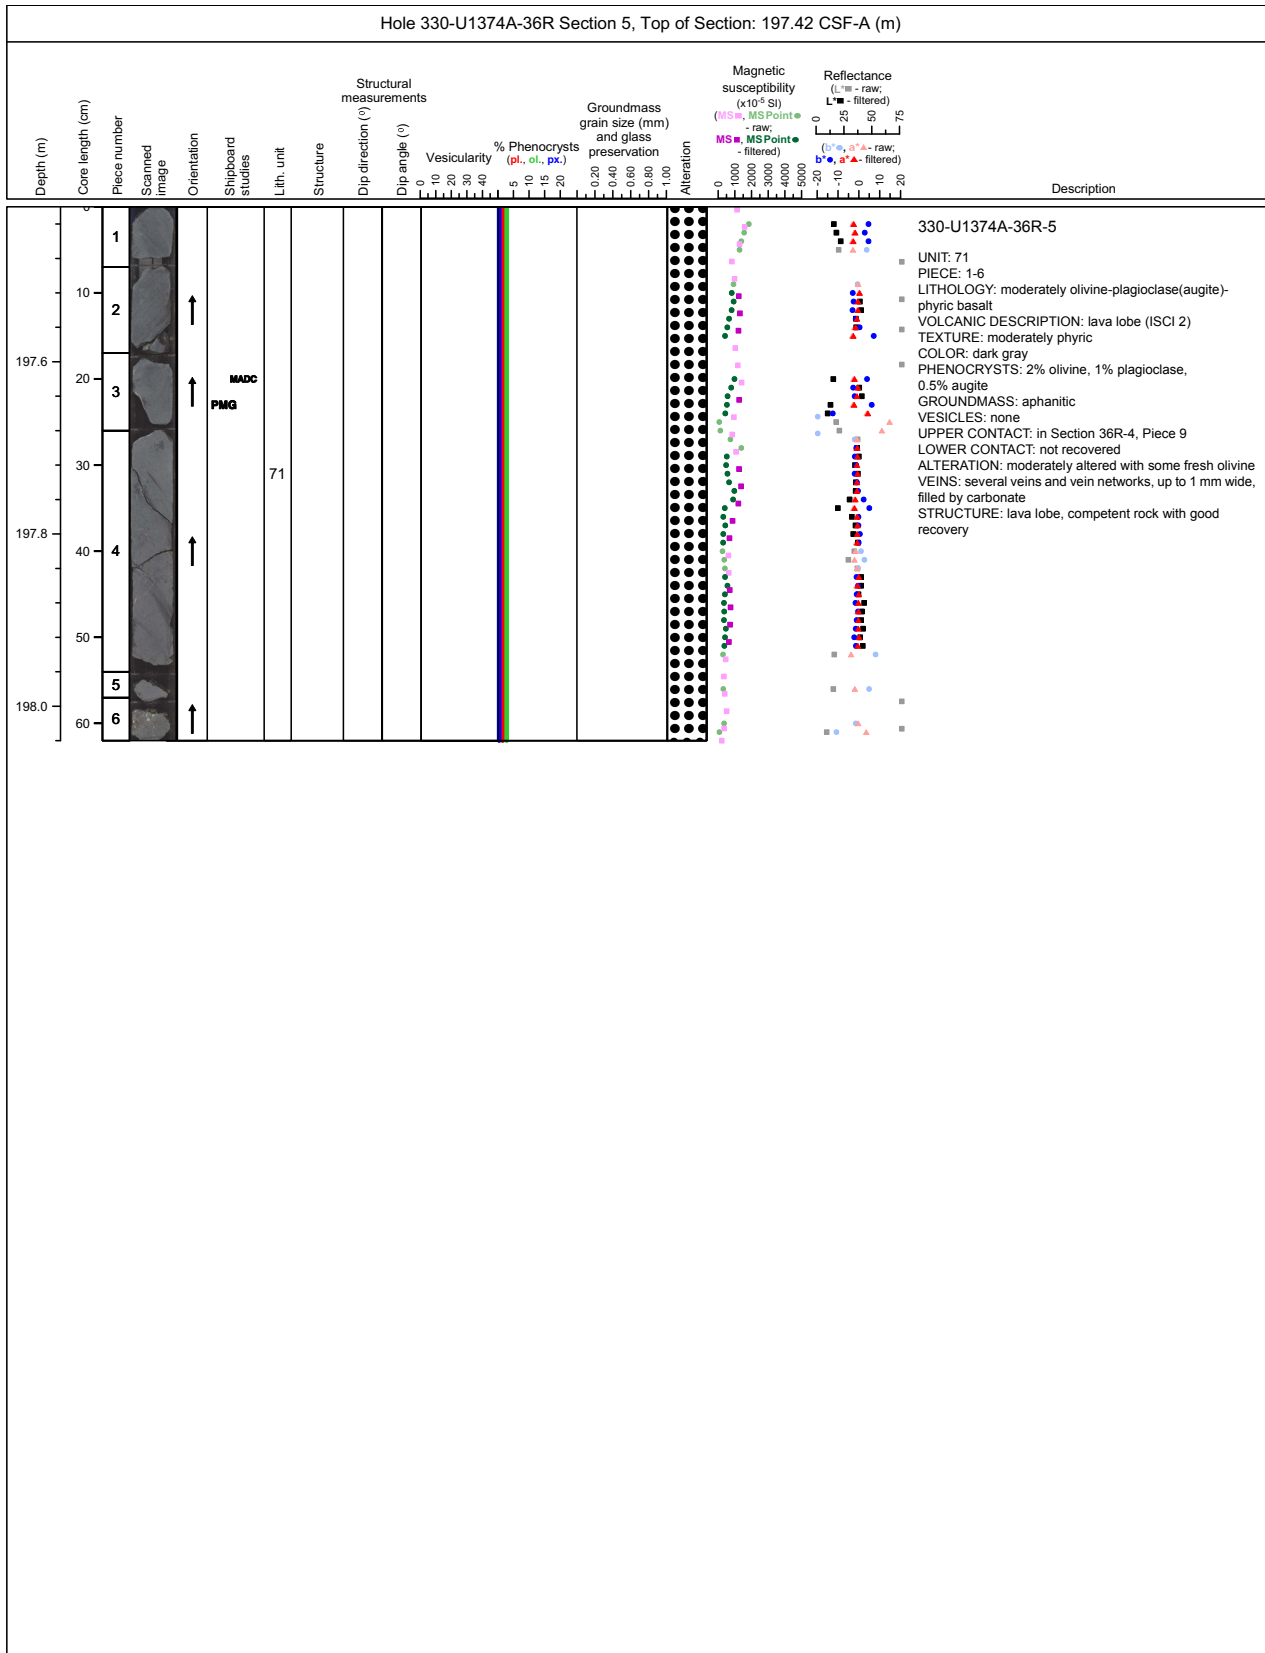 Hole 330-U1374A-36R Section 5, Top of Section: 197.42 CSF-A (m)
Depth (m)
Core length (cm)
Piece number
Scanned
image
Orientation
Shipboard
studies
Lith. unit
Structure
Structural
measurements
Dip direction (º)
Dip angle (º)
Vesicularity
0 10 20 30 40
% Phenocrysts
(pl., ol., px.)
5 10 15 20
Groundmass
grain size (mm)
and glass
preservation
0.20 0.40 0.60 0.80 1.00
Alteration
Magnetic
susceptibility
(x10-5 SI)
(MS■, MSPoint●
- raw;
MS■, MSPoint●
- filtered)
0 1000 2000 3000 4000 5000
Reflectance
(L*■ - raw;
L*■ - filtered)
0 25 50 75
(b*●, a*▲- raw;
b*●, a*▲- filtered)
-20 -10 0 10 20
Description
197.6
197.8
198.0
0
10
20
30
40
50
60
1
2
3
4
5
6
MADC
PMG
71
330-U1374A-36R-5
UNIT: 71
PIECE: 1-6
LITHOLOGY: moderately olivine-plagioclase(augite)-
phyric basalt
VOLCANIC DESCRIPTION: lava lobe (ISCI 2)
TEXTURE: moderately phyric
COLOR: dark gray
PHENOCRYSTS: 2% olivine, 1% plagioclase,
0.5% augite
GROUNDMASS: aphanitic
VESICLES: none
UPPER CONTACT: in Section 36R-4, Piece 9
LOWER CONTACT: not recovered
ALTERATION: moderately altered with some fresh olivine
VEINS: several veins and vein networks, up to 1 mm wide,
filled by carbonate
STRUCTURE: lava lobe, competent rock with good
recovery